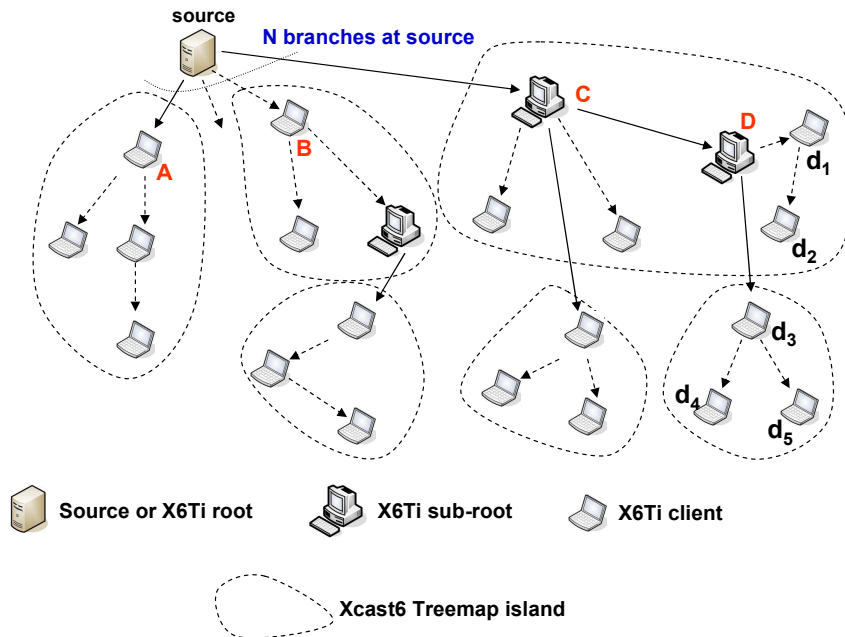 source
N branches at source
A
B
C
D
d₁
d₂
d₃
d₄
d₅
Source or X6Ti root
X6Ti sub-root
X6Ti client
Xcast6 Treemap island